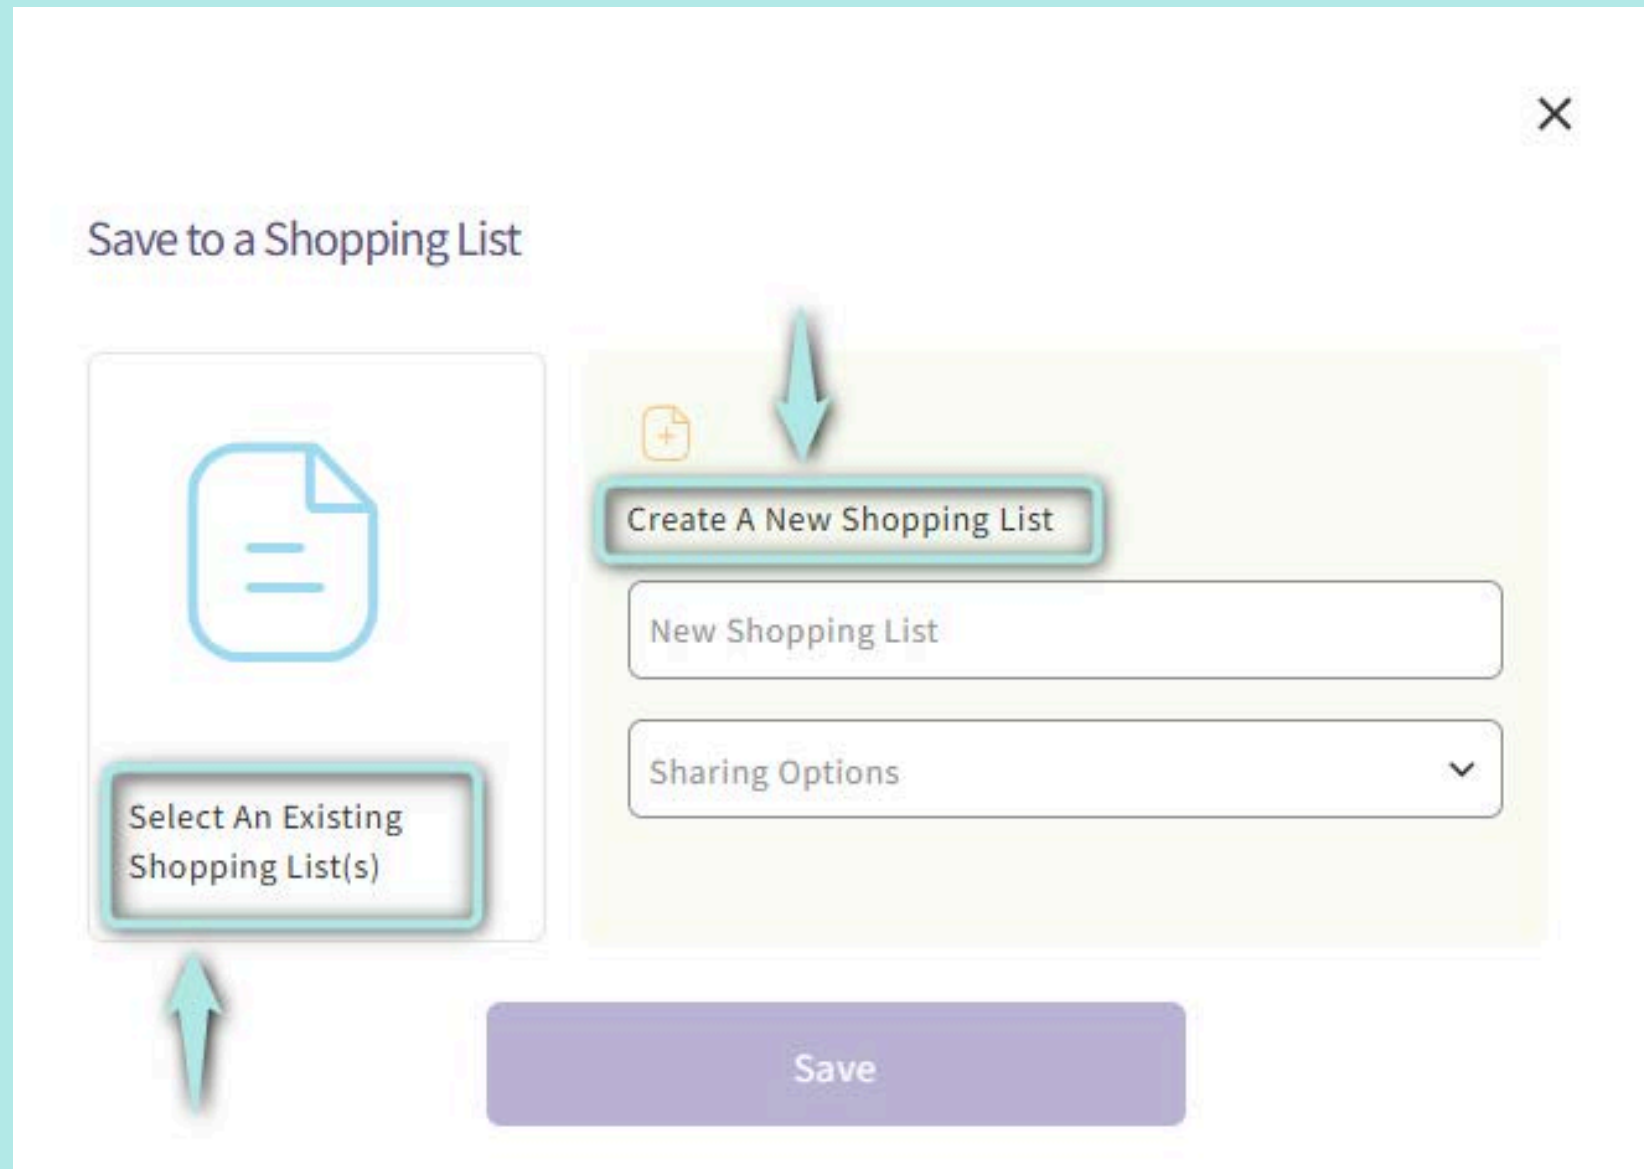 Save to a Shopping List
Select An Existing
Shopping List(s)
Create A New Shopping List
New Shopping List
Sharing Options
Save